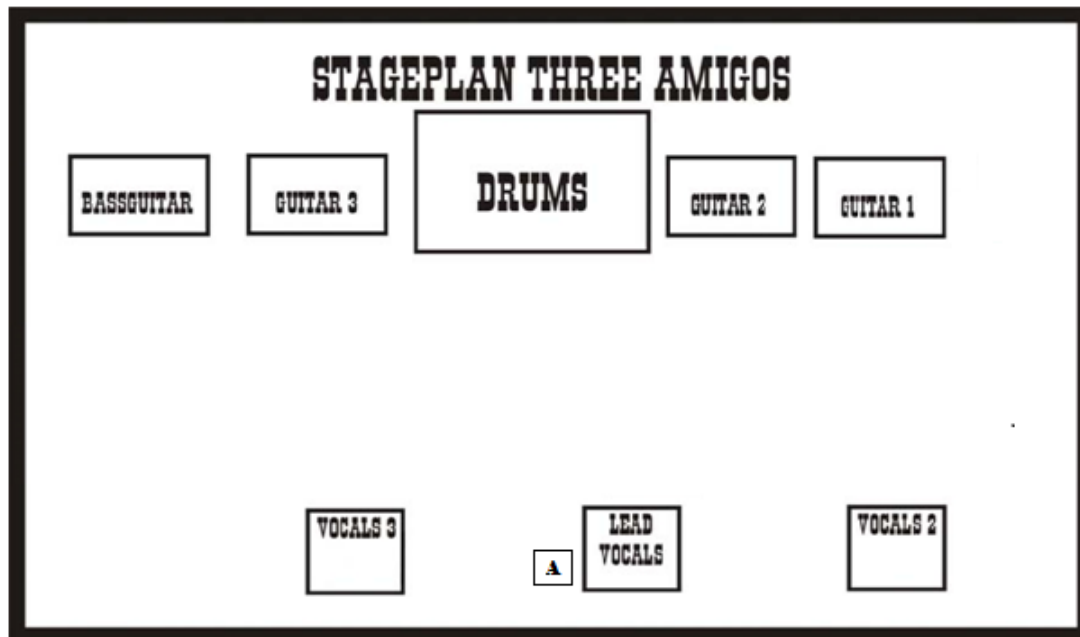 STAGEPLAN THREE AMIGOS
BASSGUITAR
GUITAR 3
DRUMS
GUITAR 2
GUITAR 1
VOCALS 3
A
LEAD
VOCALS
VOCALS 2